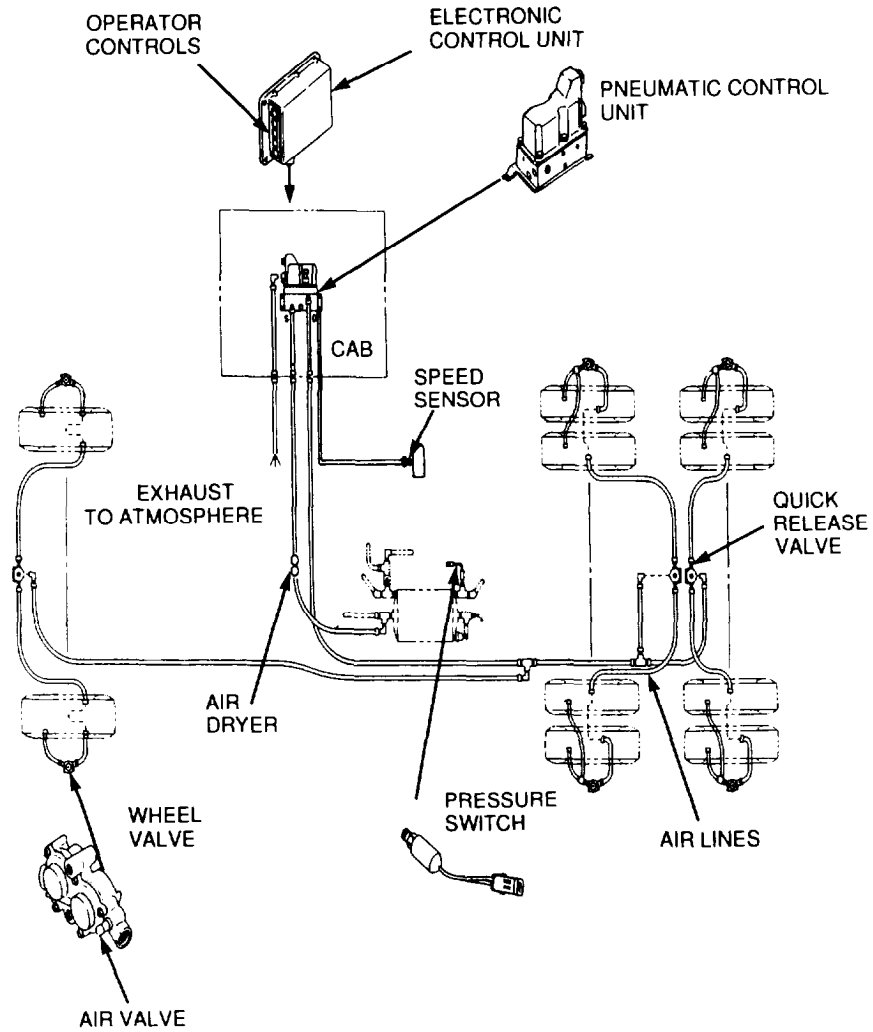 OPERATOR
CONTROLS
ELECTRONIC
CONTROL UNIT
PNEUMATIC CONTROL
UNIT
CAB
SPEED
SENSOR
EXHAUST
TO ATMOSPHERE
QUICK
RELEASE
VALVE
AIR
DRYER
PRESSURE
SWITCH
AIR LINES
WHEEL
VALVE
AIR VALVE